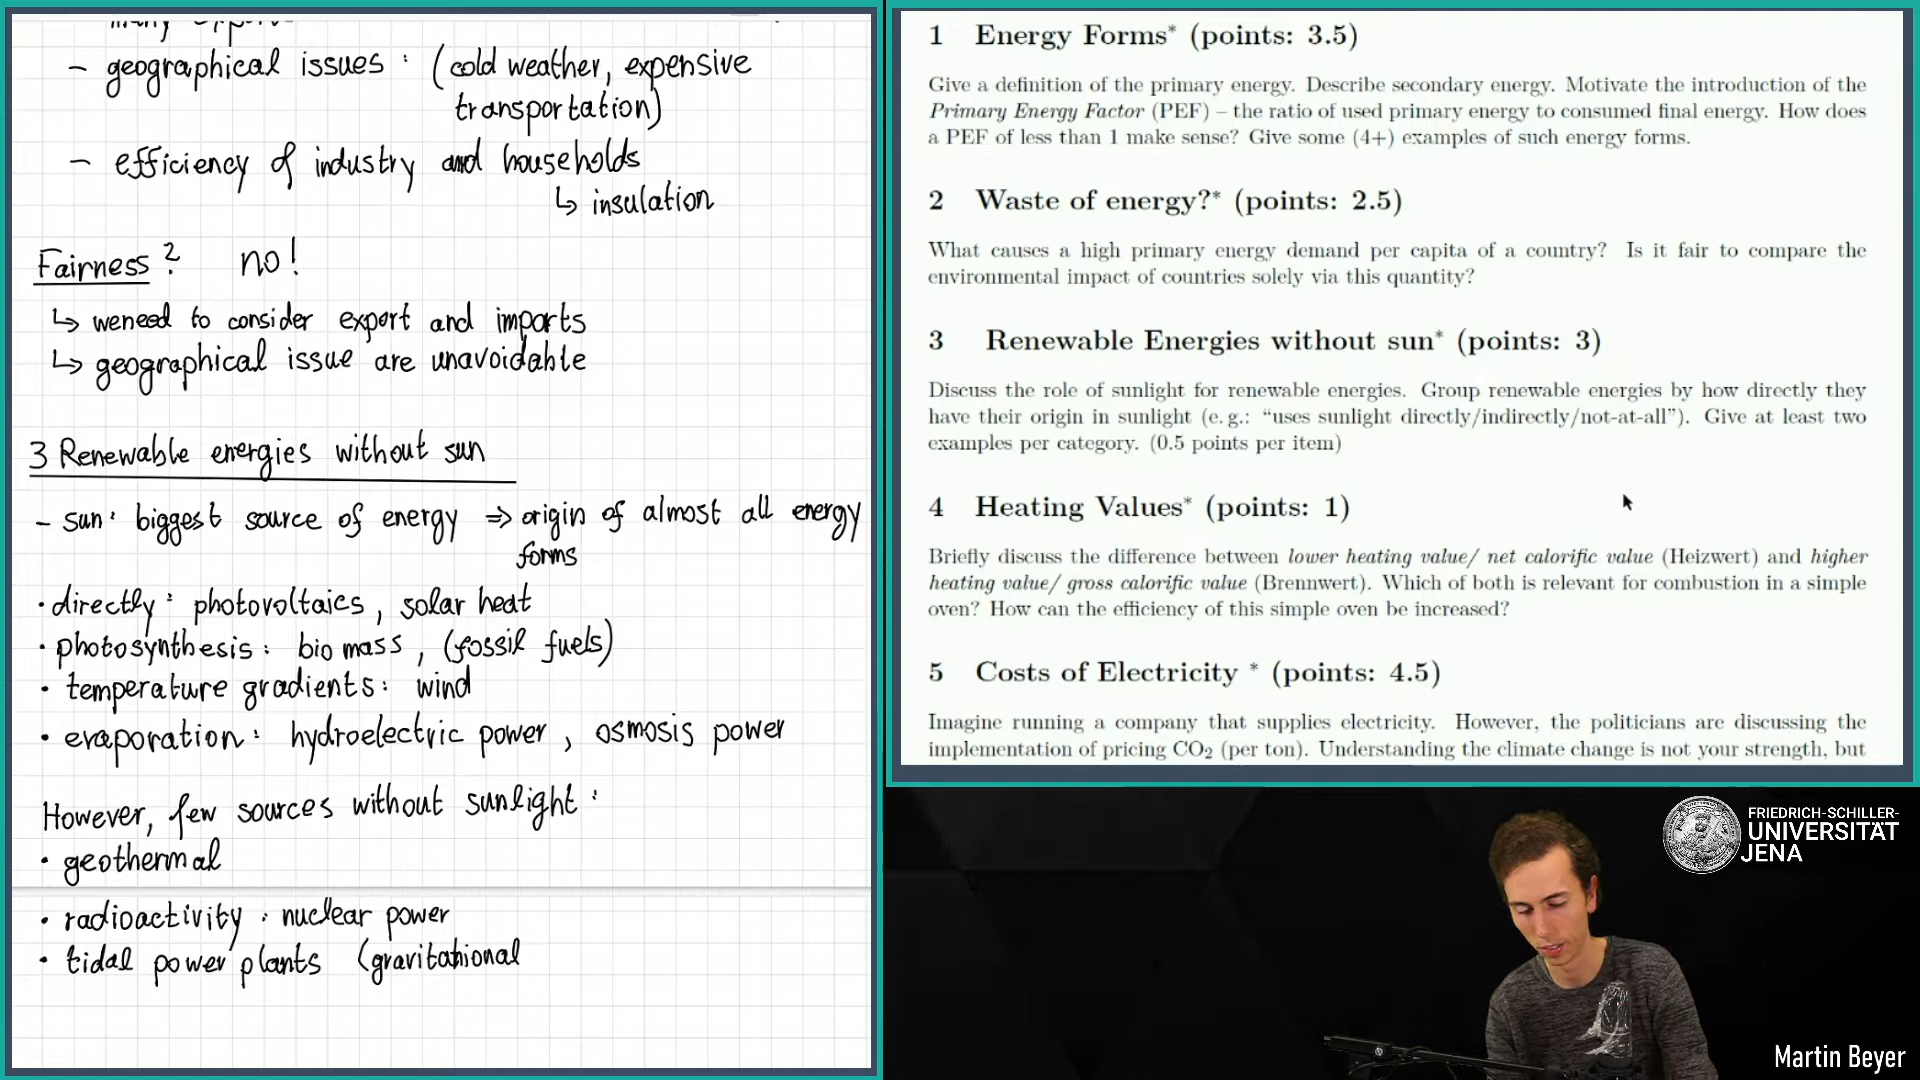 - geographical issues : (cold weather, expensive
transportation)
- efficiency of industry and households
↳ insulation
Fairness ? no!
↳ weneed to consider export and imports
↳ geographical issue are unavoidable
3 Renewable energies without sun
- sun: biggest source of energy ⇒ origin of almost all energy
forms
· directly: photovoltaics, solar heat
· photosynthesis: bio mass, (fossil fuels)
· temperature gradients: wind
· evaporation: hydroelectric power, osmosis power
However, few sources without sunlight:
· geothermal
· radioactivity: nuclear power
· tidal power plants (gravitational
1 Energy Forms* (points: 3.5)
Give a definition of the primary energy. Describe secondary energy. Motivate the introduction of the
Primary Energy Factor (PEF) – the ratio of used primary energy to consumed final energy. How does
a PEF of less than 1 make sense? Give some (4+) examples of such energy forms.
2 Waste of energy?* (points: 2.5)
What causes a high primary energy demand per capita of a country? Is it fair to compare the
environmental impact of countries solely via this quantity?
3 Renewable Energies without sun* (points: 3)
Discuss the role of sunlight for renewable energies. Group renewable energies by how directly they
have their origin in sunlight (e. g.: “uses sunlight directly/indirectly/not-at-all”). Give at least two
examples per category. (0.5 points per item)
4 Heating Values* (points: 1)
Briefly discuss the difference between lower heating value/ net calorific value (Heizwert) and higher
heating value/ gross calorific value (Brennwert). Which of both is relevant for combustion in a simple
oven? How can the efficiency of this simple oven be increased?
5 Costs of Electricity * (points: 4.5)
Imagine running a company that supplies electricity. However, the politicians are discussing the
implementation of pricing CO₂ (per ton). Understanding the climate change is not your strength, but
FRIEDRICH-SCHILLER-
UNIVERSITÄT
JENA
Martin Beyer